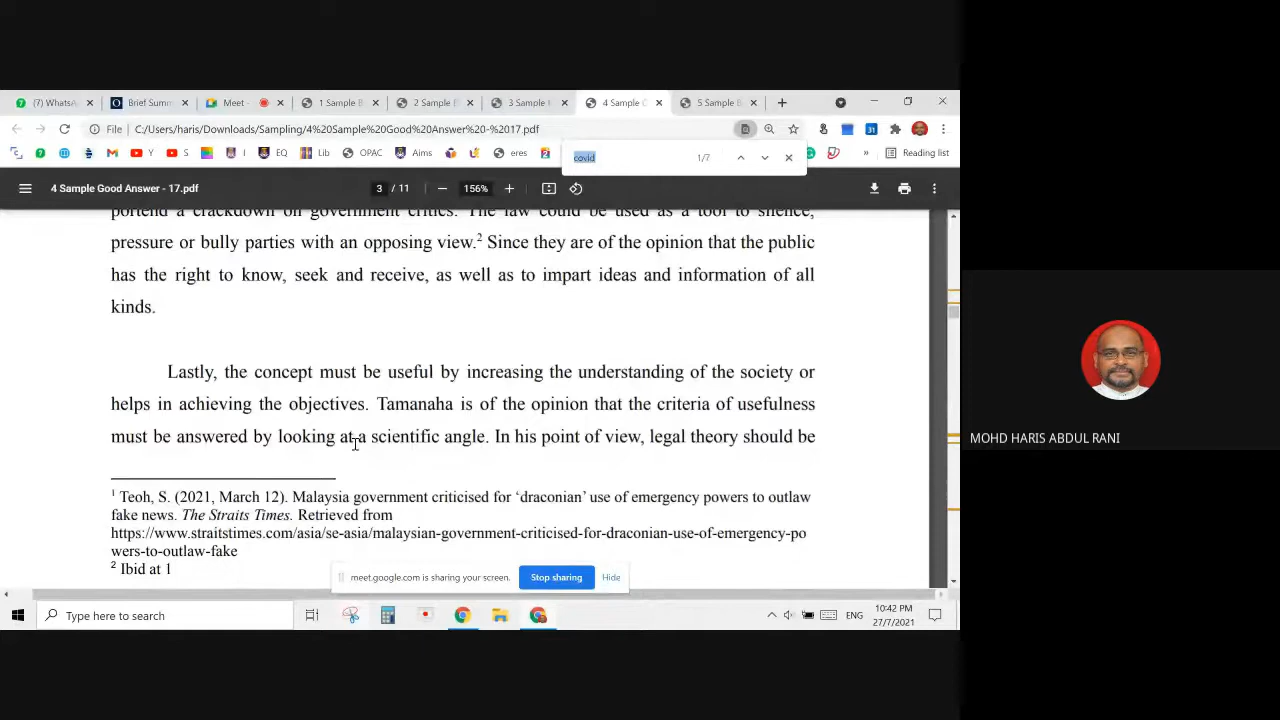 (7) WhatsA
Brief Summ
Meet -
1 Sample B
2 Sample B
3 Sample
4 Sample
5 Sample B
File
C:/Users/haris/Downloads/Sampling/4%20Sample%20Good%20Answer%20-%2017.pdf
M
Y
S
I
EQ
Lib
OPAC
Aims
eres
Reading list
covid
1/7
4 Sample Good Answer - 17.pdf
3 / 11
156%
portend a crackdown on government critics. The law could be used as a tool to silence,
pressure or bully parties with an opposing view.2 Since they are of the opinion that the public
has the right to know, seek and receive, as well as to impart ideas and information of all
kinds.
Lastly, the concept must be useful by increasing the understanding of the society or
helps in achieving the objectives. Tamanaha is of the opinion that the criteria of usefulness
must be answered by looking at a scientific angle. In his point of view, legal theory should be
1 Teoh, S. (2021, March 12). Malaysia government criticised for ‘draconian’ use of emergency powers to outlaw
fake news. The Straits Times. Retrieved from
https://www.straitstimes.com/asia/se-asia/malaysian-government-criticised-for-draconian-use-of-emergency-po
wers-to-outlaw-fake
2 Ibid at 1
meet.google.com is sharing your screen.
Stop sharing
Hide
Type here to search
ENG
10:42 PM
27/7/2021
MOHD HARIS ABDUL RANI